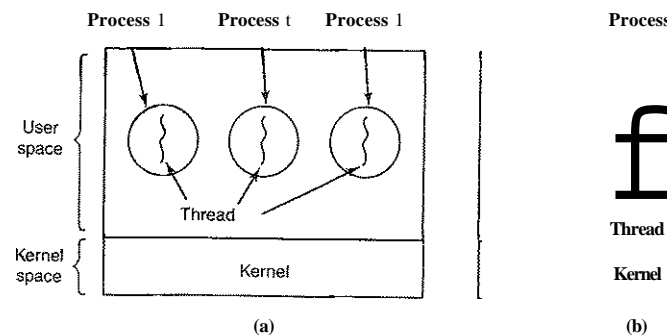 Process 1 Process t Process 1 Process
User
space
Thread
Thread
Kernel
space
Kernel
Kernel
(a) (b)